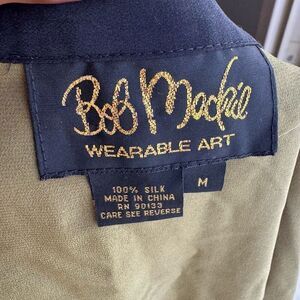 Bob Mackie
WEARABLE ART
100% SILK
MADE IN CHINA
RN 90133
CARE SEE REVERSE
M